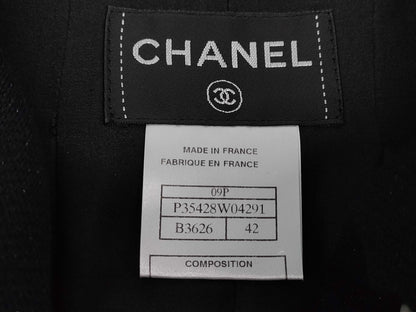 CHANEL
MADE IN FRANCE
FABRIQUE EN FRANCE
09P
P35428W04291
B3626 42
COMPOSITION